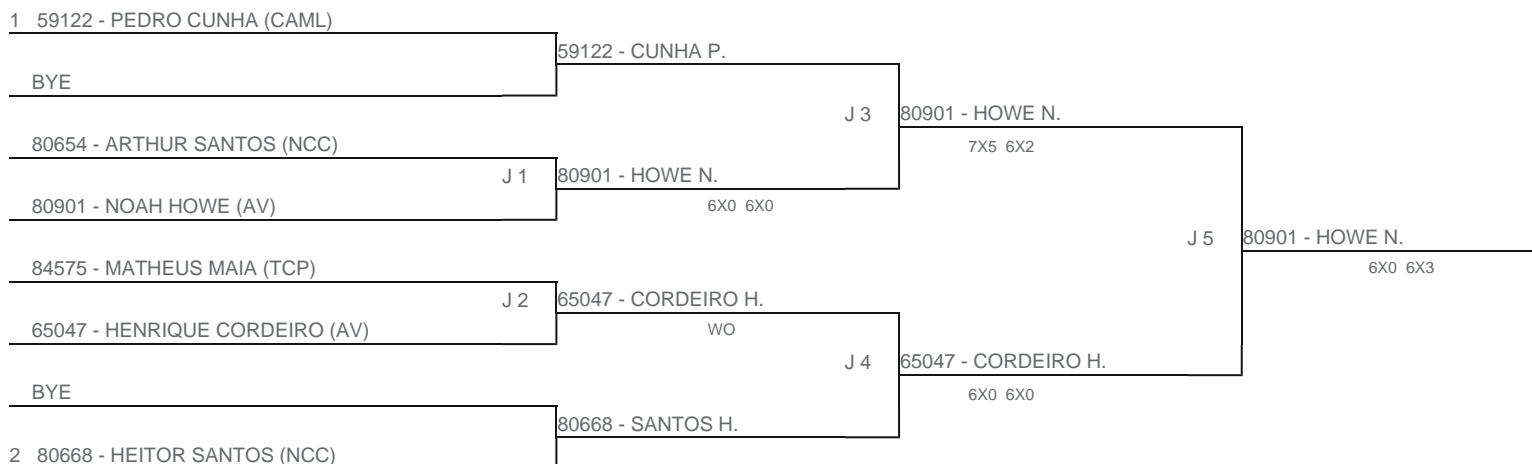 1 59122 - PEDRO CUNHA (CAML)
59122 - CUNHA P.
BYE
J 3
80901 - HOWE N.
80654 - ARTHUR SANTOS (NCC)
7X5 6X2
J 1
80901 - HOWE N.
80901 - NOAH HOWE (AV)
6X0 6X0
J 5
80901 - HOWE N.
84575 - MATHEUS MAIA (TCP)
6X0 6X3
J 2
65047 - CORDEIRO H.
65047 - HENRIQUE CORDEIRO (AV)
WO
J 4
65047 - CORDEIRO H.
BYE
6X0 6X0
80668 - SANTOS H.
2 80668 - HEITOR SANTOS (NCC)